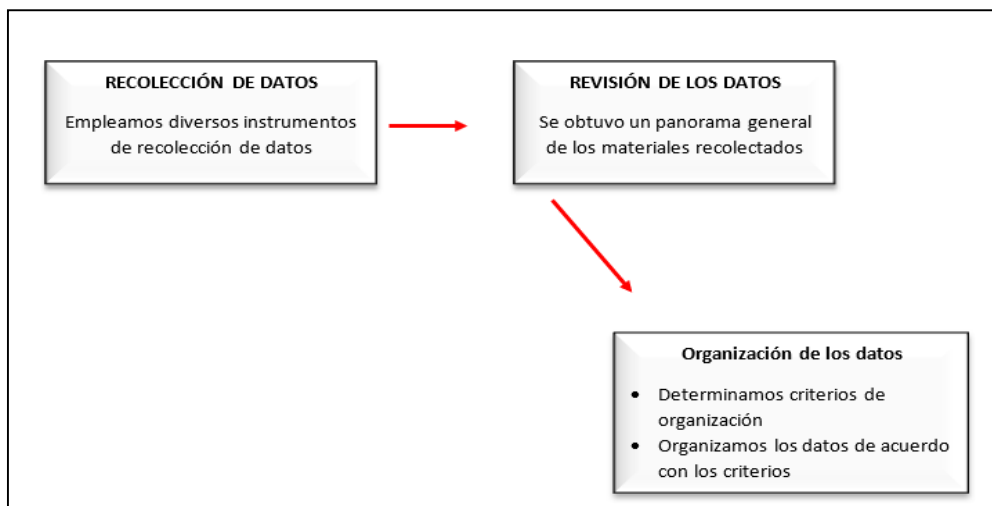 RECOLECCIÓN DE DATOS
Empleamos diversos instrumentos
de recolección de datos
REVISIÓN DE LOS DATOS
Se obtuvo un panorama general
de los materiales recolectados
Organización de los datos
• Determinamos criterios de
organización
• Organizamos los datos de acuerdo
con los criterios